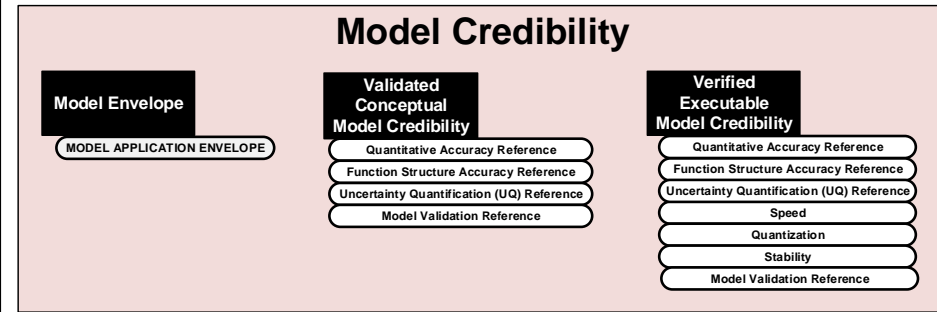 Model Credibility
Model Envelope
MODEL APPLICATION ENVELOPE
Validated
Conceptual
Model Credibility
Quantitative Accuracy Reference
Function Structure Accuracy Reference
Uncertainty Quantification (UQ) Reference
Model Validation Reference
Verified
Executable
Model Credibility
Quantitative Accuracy Reference
Function Structure Accuracy Reference
Uncertainty Quantification (UQ) Reference
Speed
Quantization
Stability
Model Validation Reference